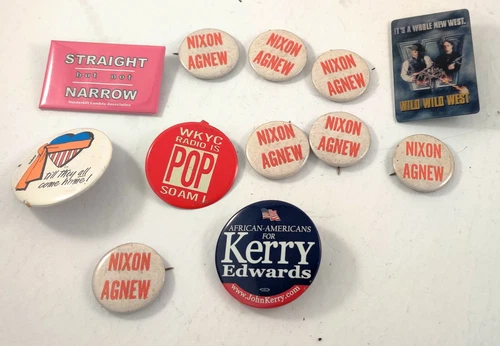 STRAIGHT
but not
NARROW
NIXON
AGNEW
NIXON
AGNEW
NIXON
AGNEW
IT'S A WHOLE NEW WEST.
WILD WILD WEST
Till they all
come home!
WKYC
RADIO IS
POP
SO AM I
NIXON
AGNEW
NIXON
AGNEW
NIXON
AGNEW
NIXON
AGNEW
AFRICAN-AMERICANS
FOR
Kerry
Edwards
www.JohnKerry.com